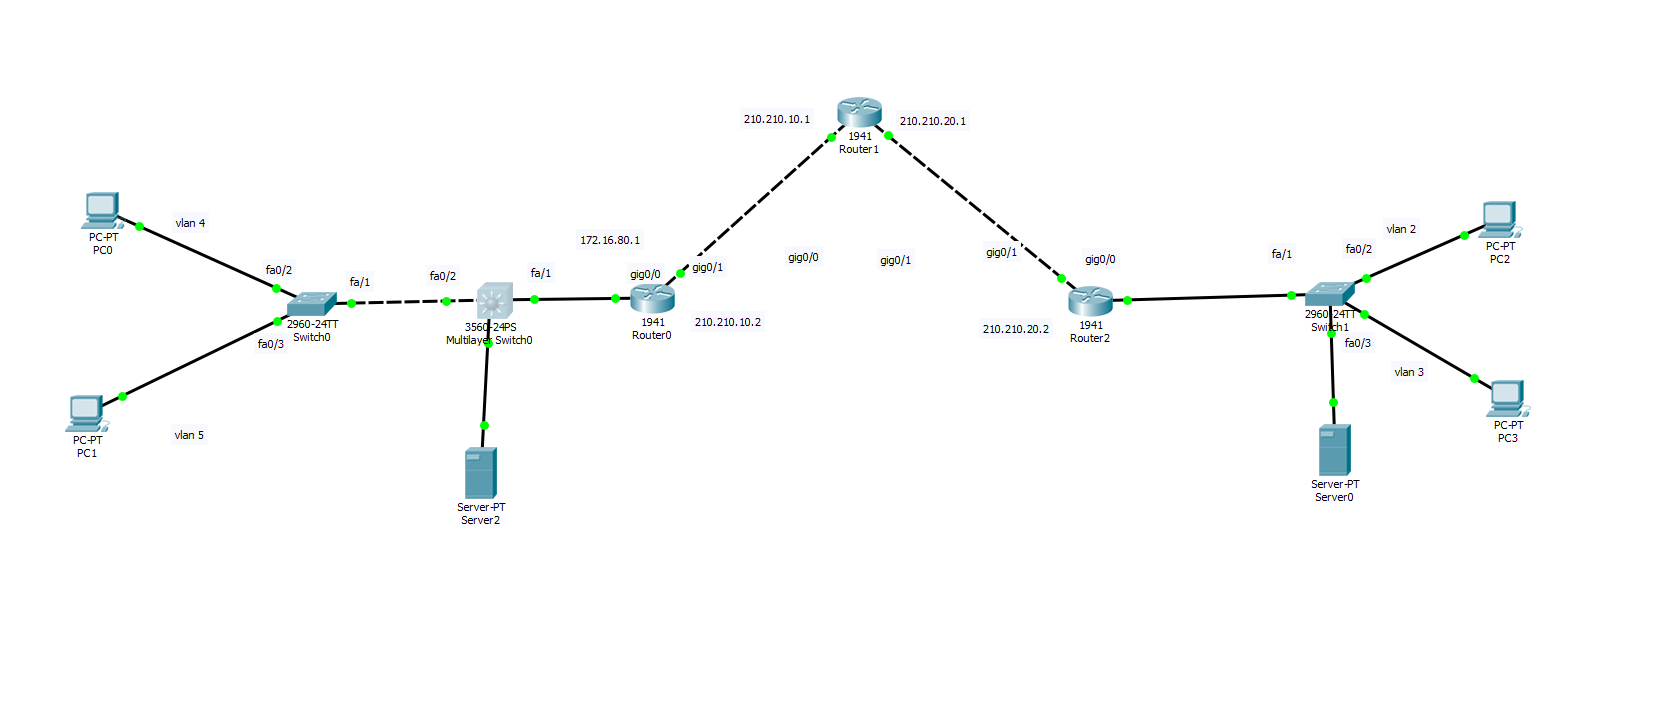 210.210.10.1
210.210.20.1
1941
Router1
PC-PT
PC0
vlan 4
fa0/2
fa/1
fa0/2
172.16.80.1
fa/1
gig0/0
gig0/1
gig0/0
gig0/1
gig0/1
gig0/0
fa/1
fa0/2
vlan 2
PC-PT
PC2
2960-24TT
Switch0
fa0/3
3560-24PS
Multilayer Switch0
1941
Router0
210.210.10.2
210.210.20.2
1941
Router2
2960-24TT
Switch1
fa0/3
vlan 3
PC-PT
PC3
PC-PT
PC1
vlan 5
Server-PT
Server2
Server-PT
Server0